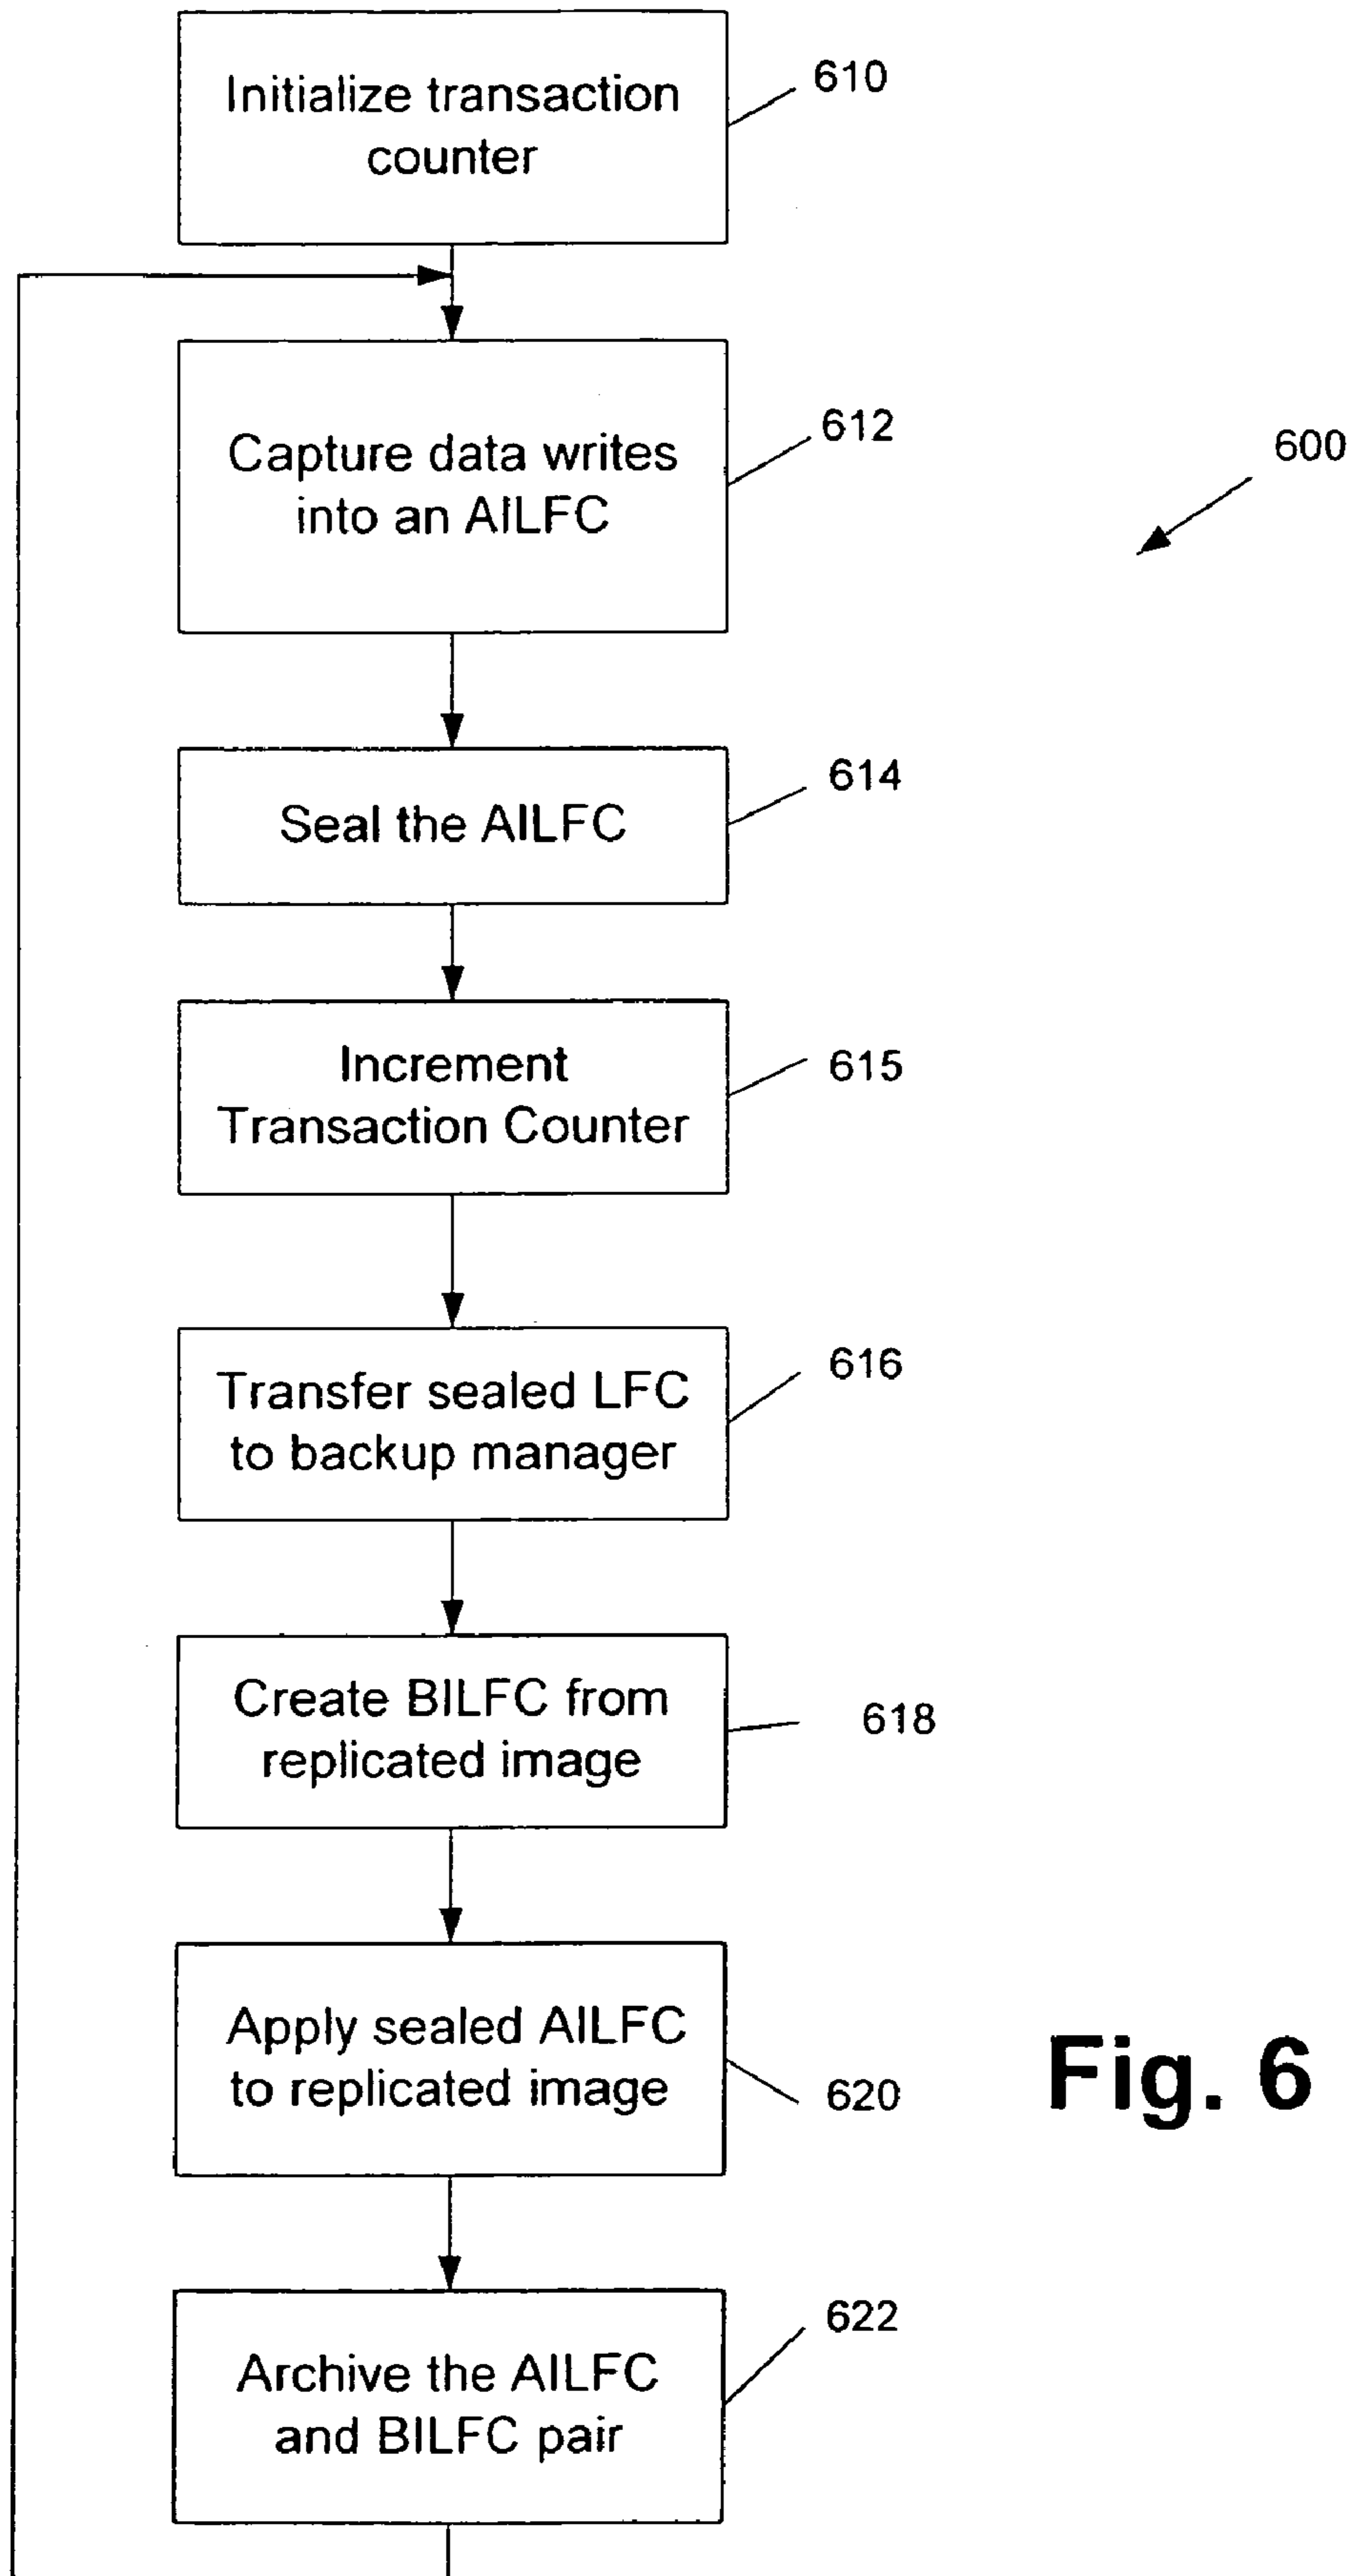 Initialize transaction
counter
610
Capture data writes
into an AILFC
612
600
Seal the AILFC
614
Increment
Transaction Counter
615
Transfer sealed LFC
to backup manager
616
Create BILFC from
replicated image
618
Apply sealed AILFC
to replicated image
620
Fig. 6
Archive the AILFC
and BILFC pair
622